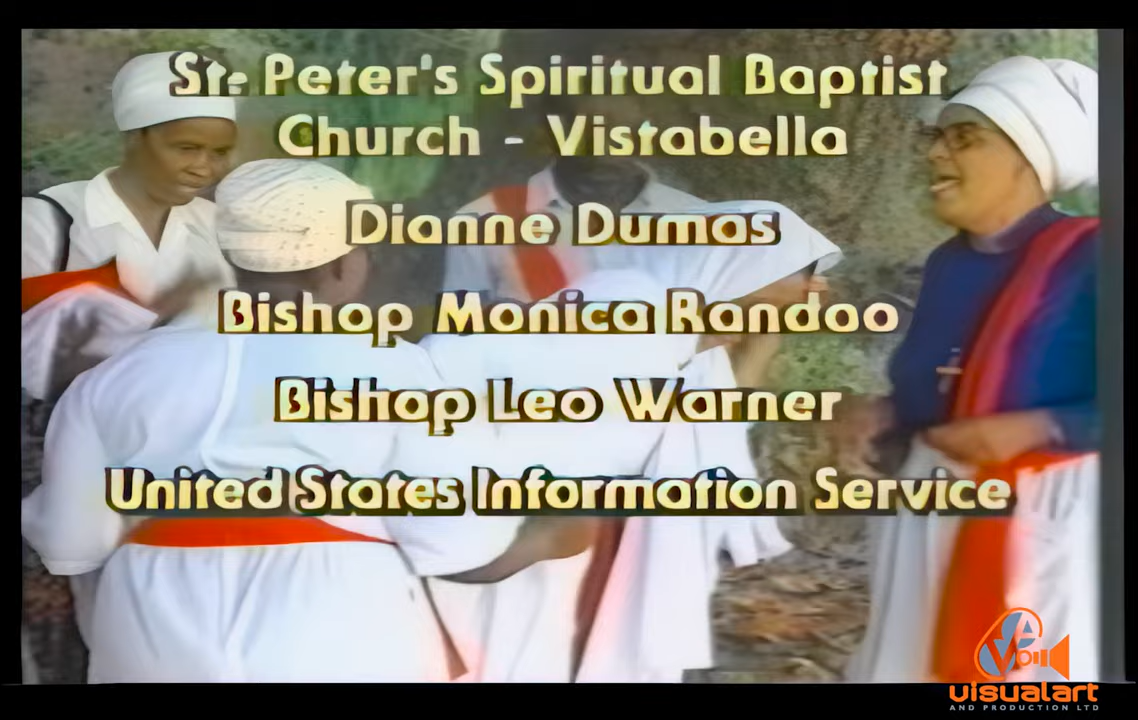 St. Peter's Spiritual Baptist
Church - Vistabella
Dianne Dumas
Bishop Monica Randoo
Bishop Leo Warner
United States Information Service
VAP
visualart
AND PRODUCTION LTD